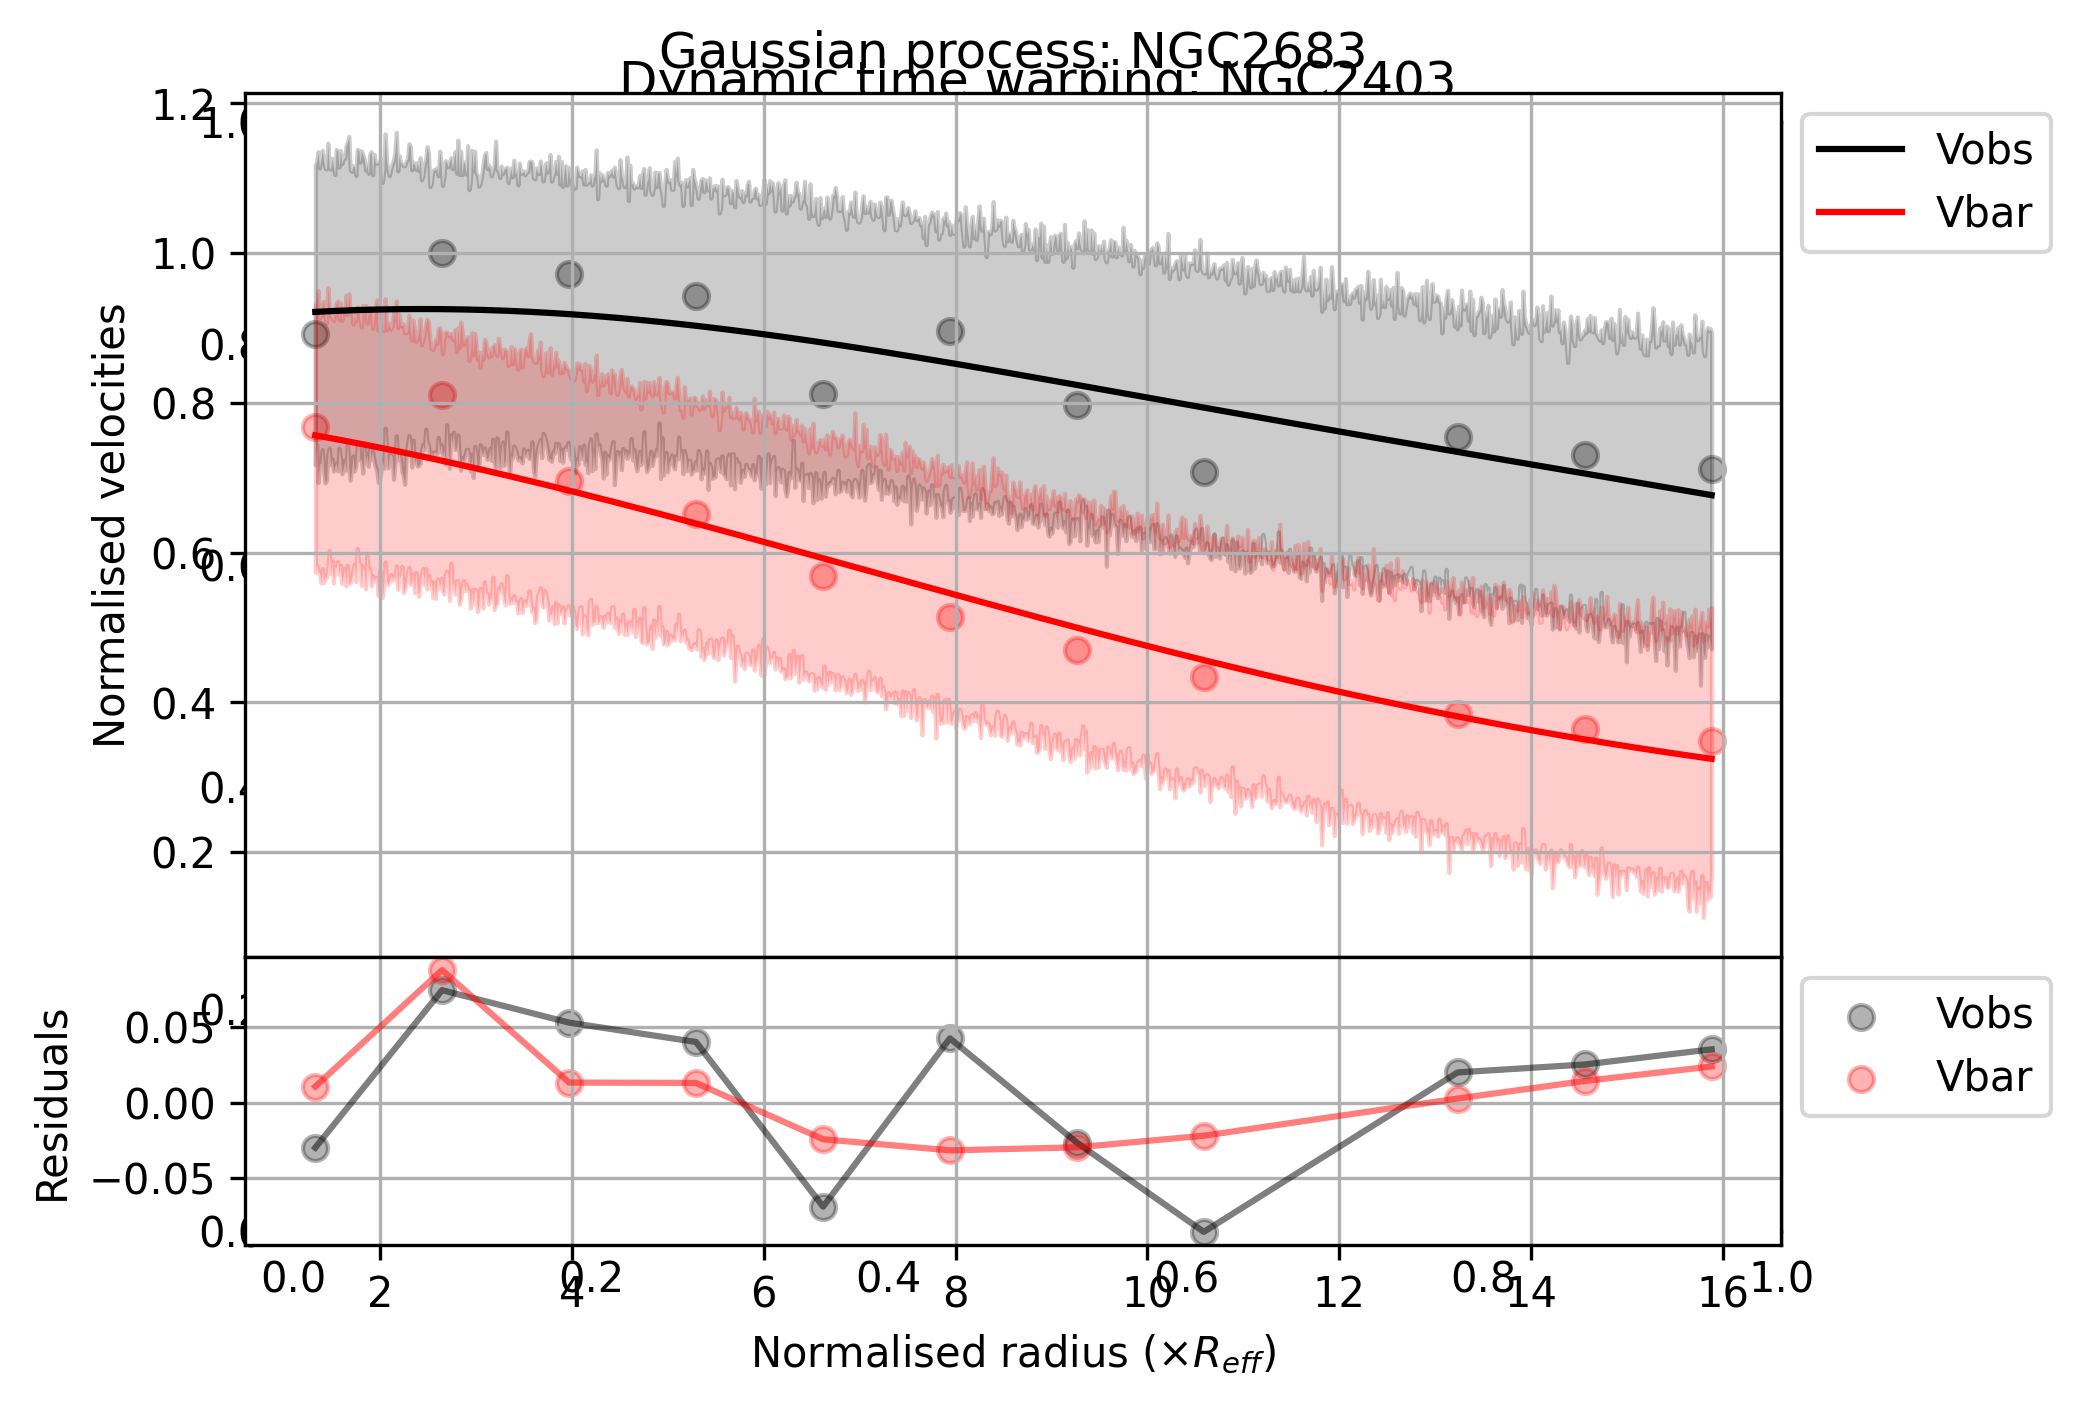 Gaussian process: NGC2683
Dynamic time warping: NGC2403
1.2
1.0
0.8
0.6
0.4
0.2
Normalised velocities
Vobs
Vbar
0.05
0.00
−0.05
Residuals
Vobs
Vbar
0.0 0.2 0.4 0.6 0.8 1.0
2 4 6 8 10 12 14 16
Normalised radius (×R_eff)